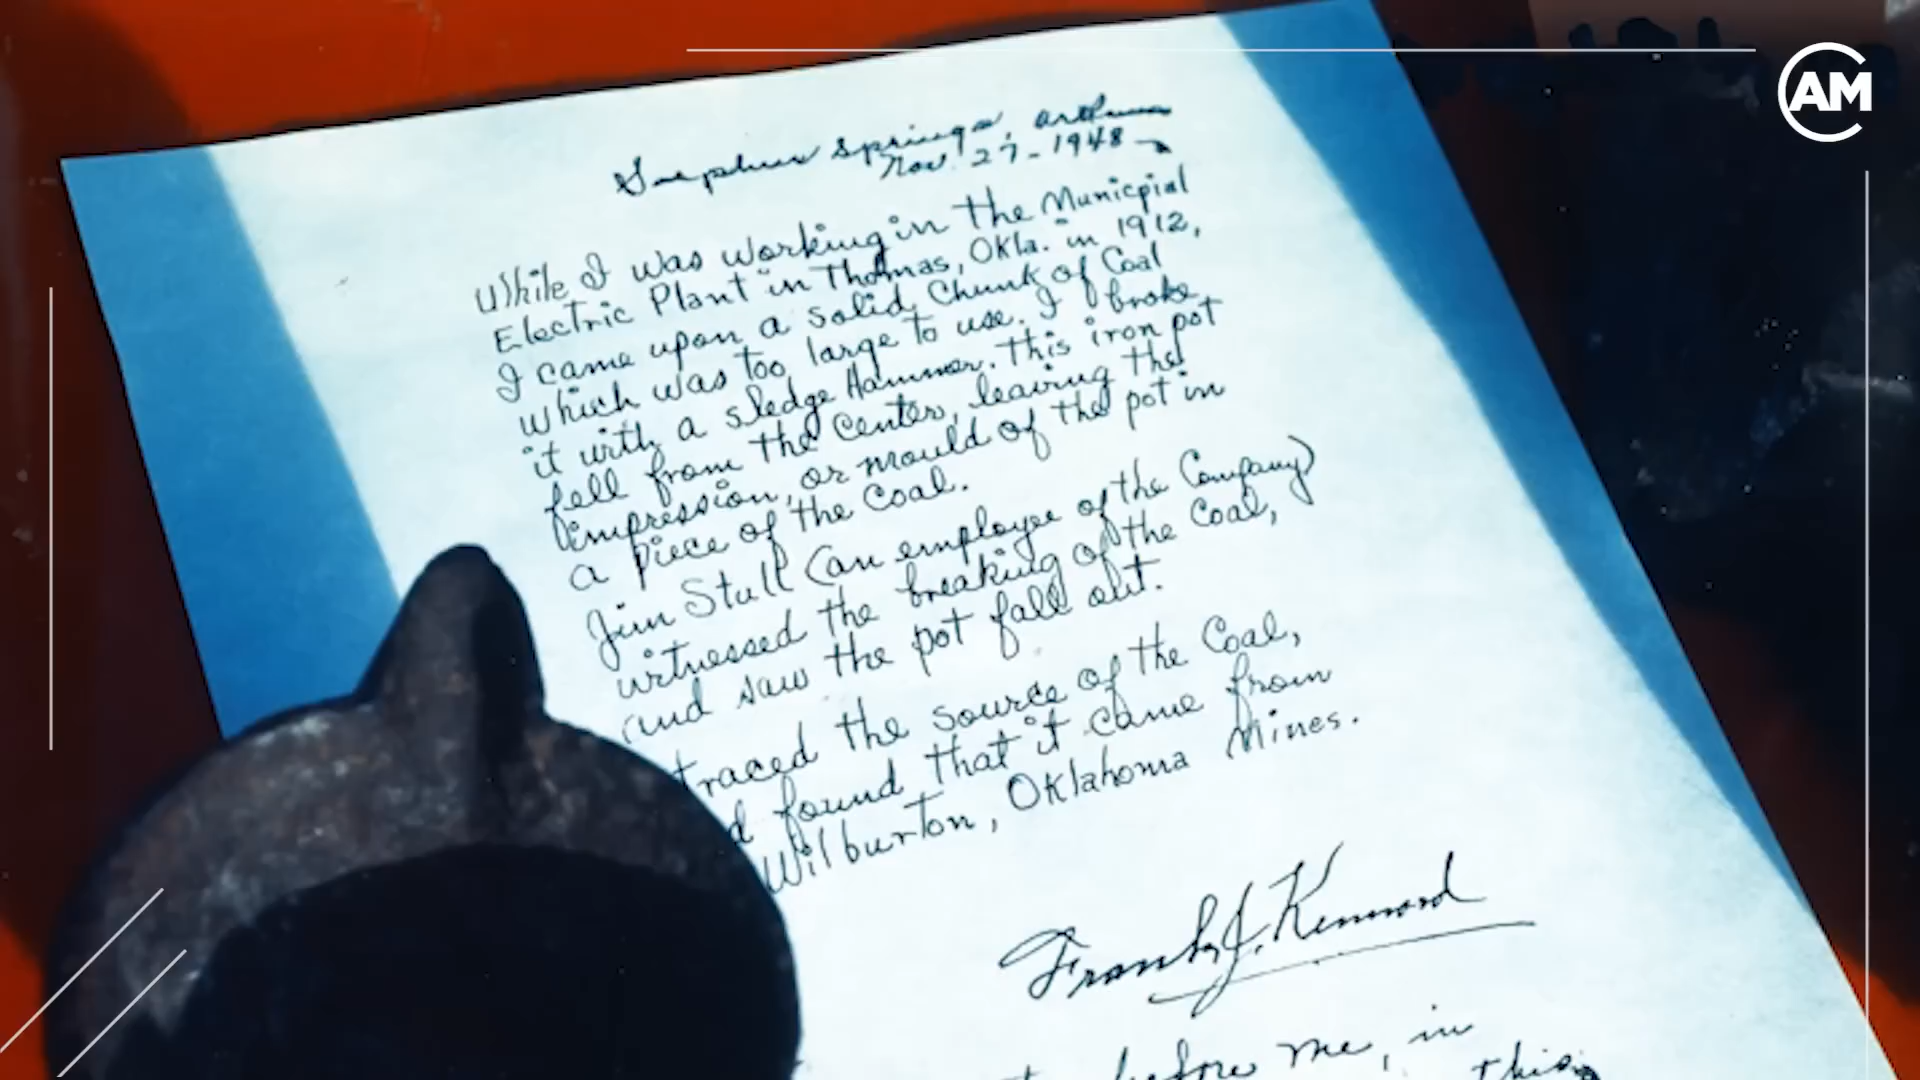 AM
Sulphur Springs, Arkansas
Nov. 27-1948
While I was working in the Municpial
Electric Plant in Thomas, Okla. in 1912,
I came upon a solid Chunk of Coal
which was too large to use. I broke
it with a sledge Hammer. This iron pot
fell from the center, leaving the
impression, or mould of the pot in
a piece of the coal.
Jim Stull (an employee of the Company)
witnessed the breaking of the coal,
and saw the pot fall out.
traced the source of the Coal,
d found that it came from
Wilburton, Oklahoma Mines.
Frank J. Kennard
before me, in
this